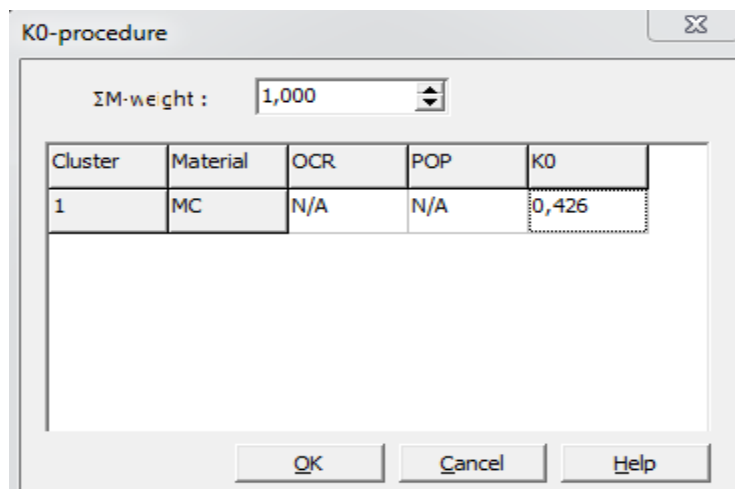 K0-procedure
ΣM-weight : 1,000
Cluster Material OCR POP K0
1 MC N/A N/A 0,426
OK Cancel Help